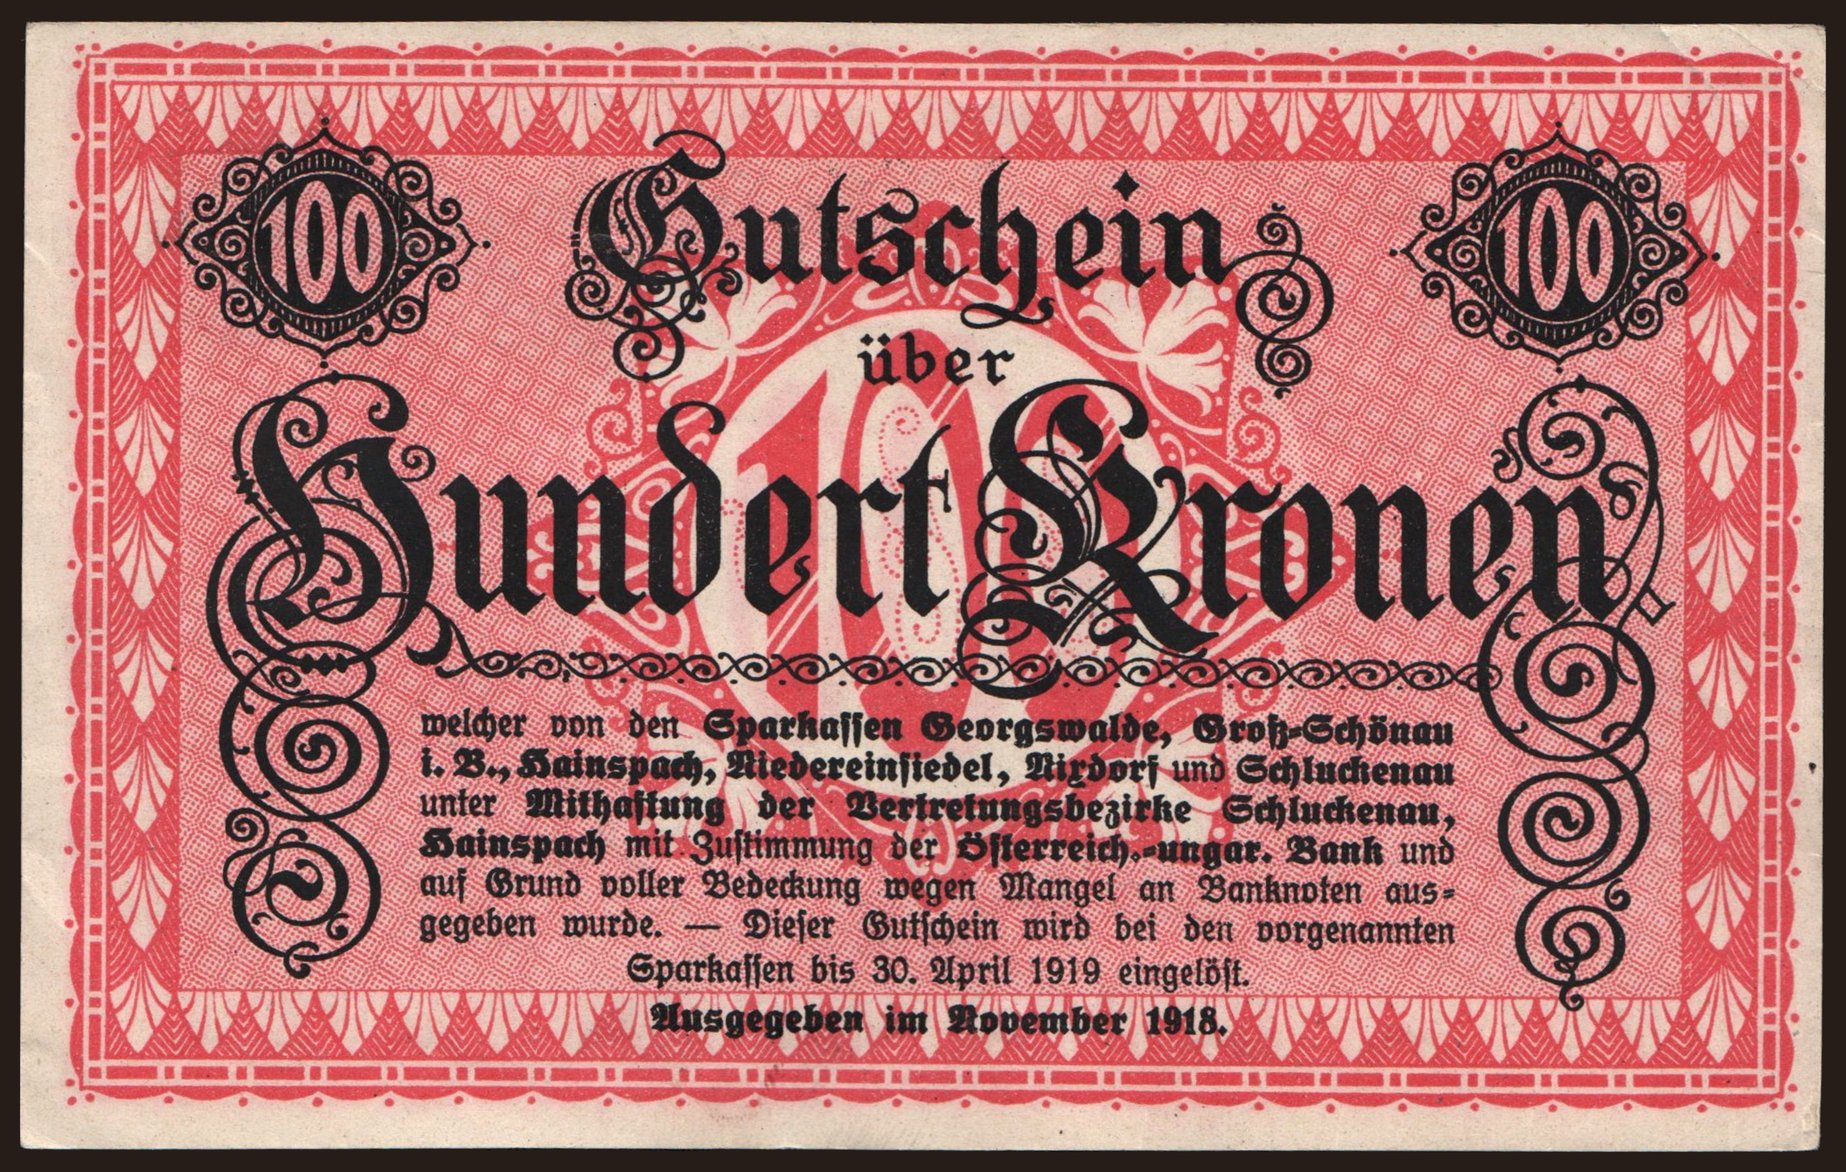 100 Gutschein 100
über
100
Hundert Kronen
welcher von den Sparkassen Georgswalde, Groß-Schönau
i. B., Hainspach, Niedereinsiedel, Nixdorf und Schluckenau
unter Mithaftung der Vertretungsbezirke Schluckenau,
Hainspach mit Zustimmung der Österreich.-ungar. Bank und
auf Grund voller Bedeckung wegen Mangel an Banknoten aus-
gegeben wurde. — Dieser Gutschein wird bei den vorgenannten
Sparkassen bis 30. April 1919 eingelöst.
Ausgegeben im November 1918.